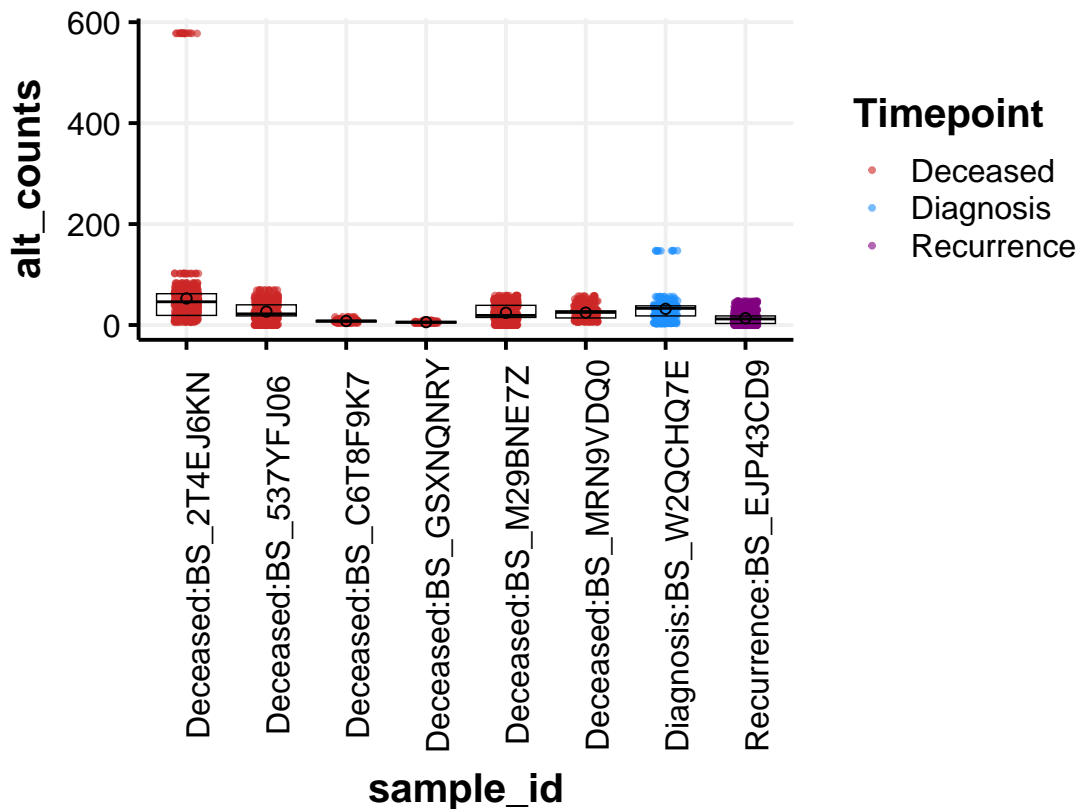 600
400
200
0
alt_counts
Deceased:BS_2T4EJ6KN
Deceased:BS_537YFJ06
Deceased:BS_C6T8F9K7
Deceased:BS_GSXNQNRY
Deceased:BS_M29BNE7Z
Deceased:BS_MRN9VDQ0
Diagnosis:BS_W2QCHQ7E
Recurrence:BS_EJP43CD9
sample_id
Timepoint
Deceased
Diagnosis
Recurrence